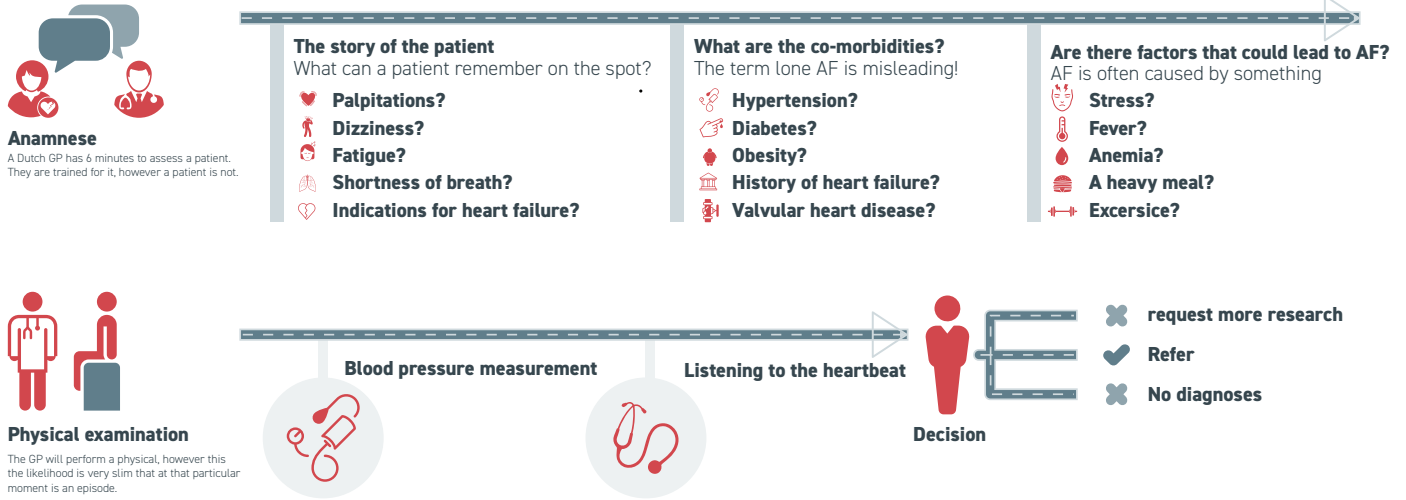 Anamnese
A Dutch GP has 6 minutes to assess a patient.
They are trained for it, however a patient is not.
The story of the patient
What can a patient remember on the spot?
Palpitations?
Dizziness?
Fatigue?
Shortness of breath?
Indications for heart failure?
What are the co-morbidities?
The term lone AF is misleading!
Hypertension?
Diabetes?
Obesity?
History of heart failure?
Valvular heart disease?
Are there factors that could lead to AF?
AF is often caused by something
Stress?
Fever?
Anemia?
A heavy meal?
Excersice?
Physical examination
The GP will perform a physical, however this
the likelihood is very slim that at that particular
moment is an episode.
Blood pressure measurement
Listening to the heartbeat
Decision
request more research
Refer
No diagnoses